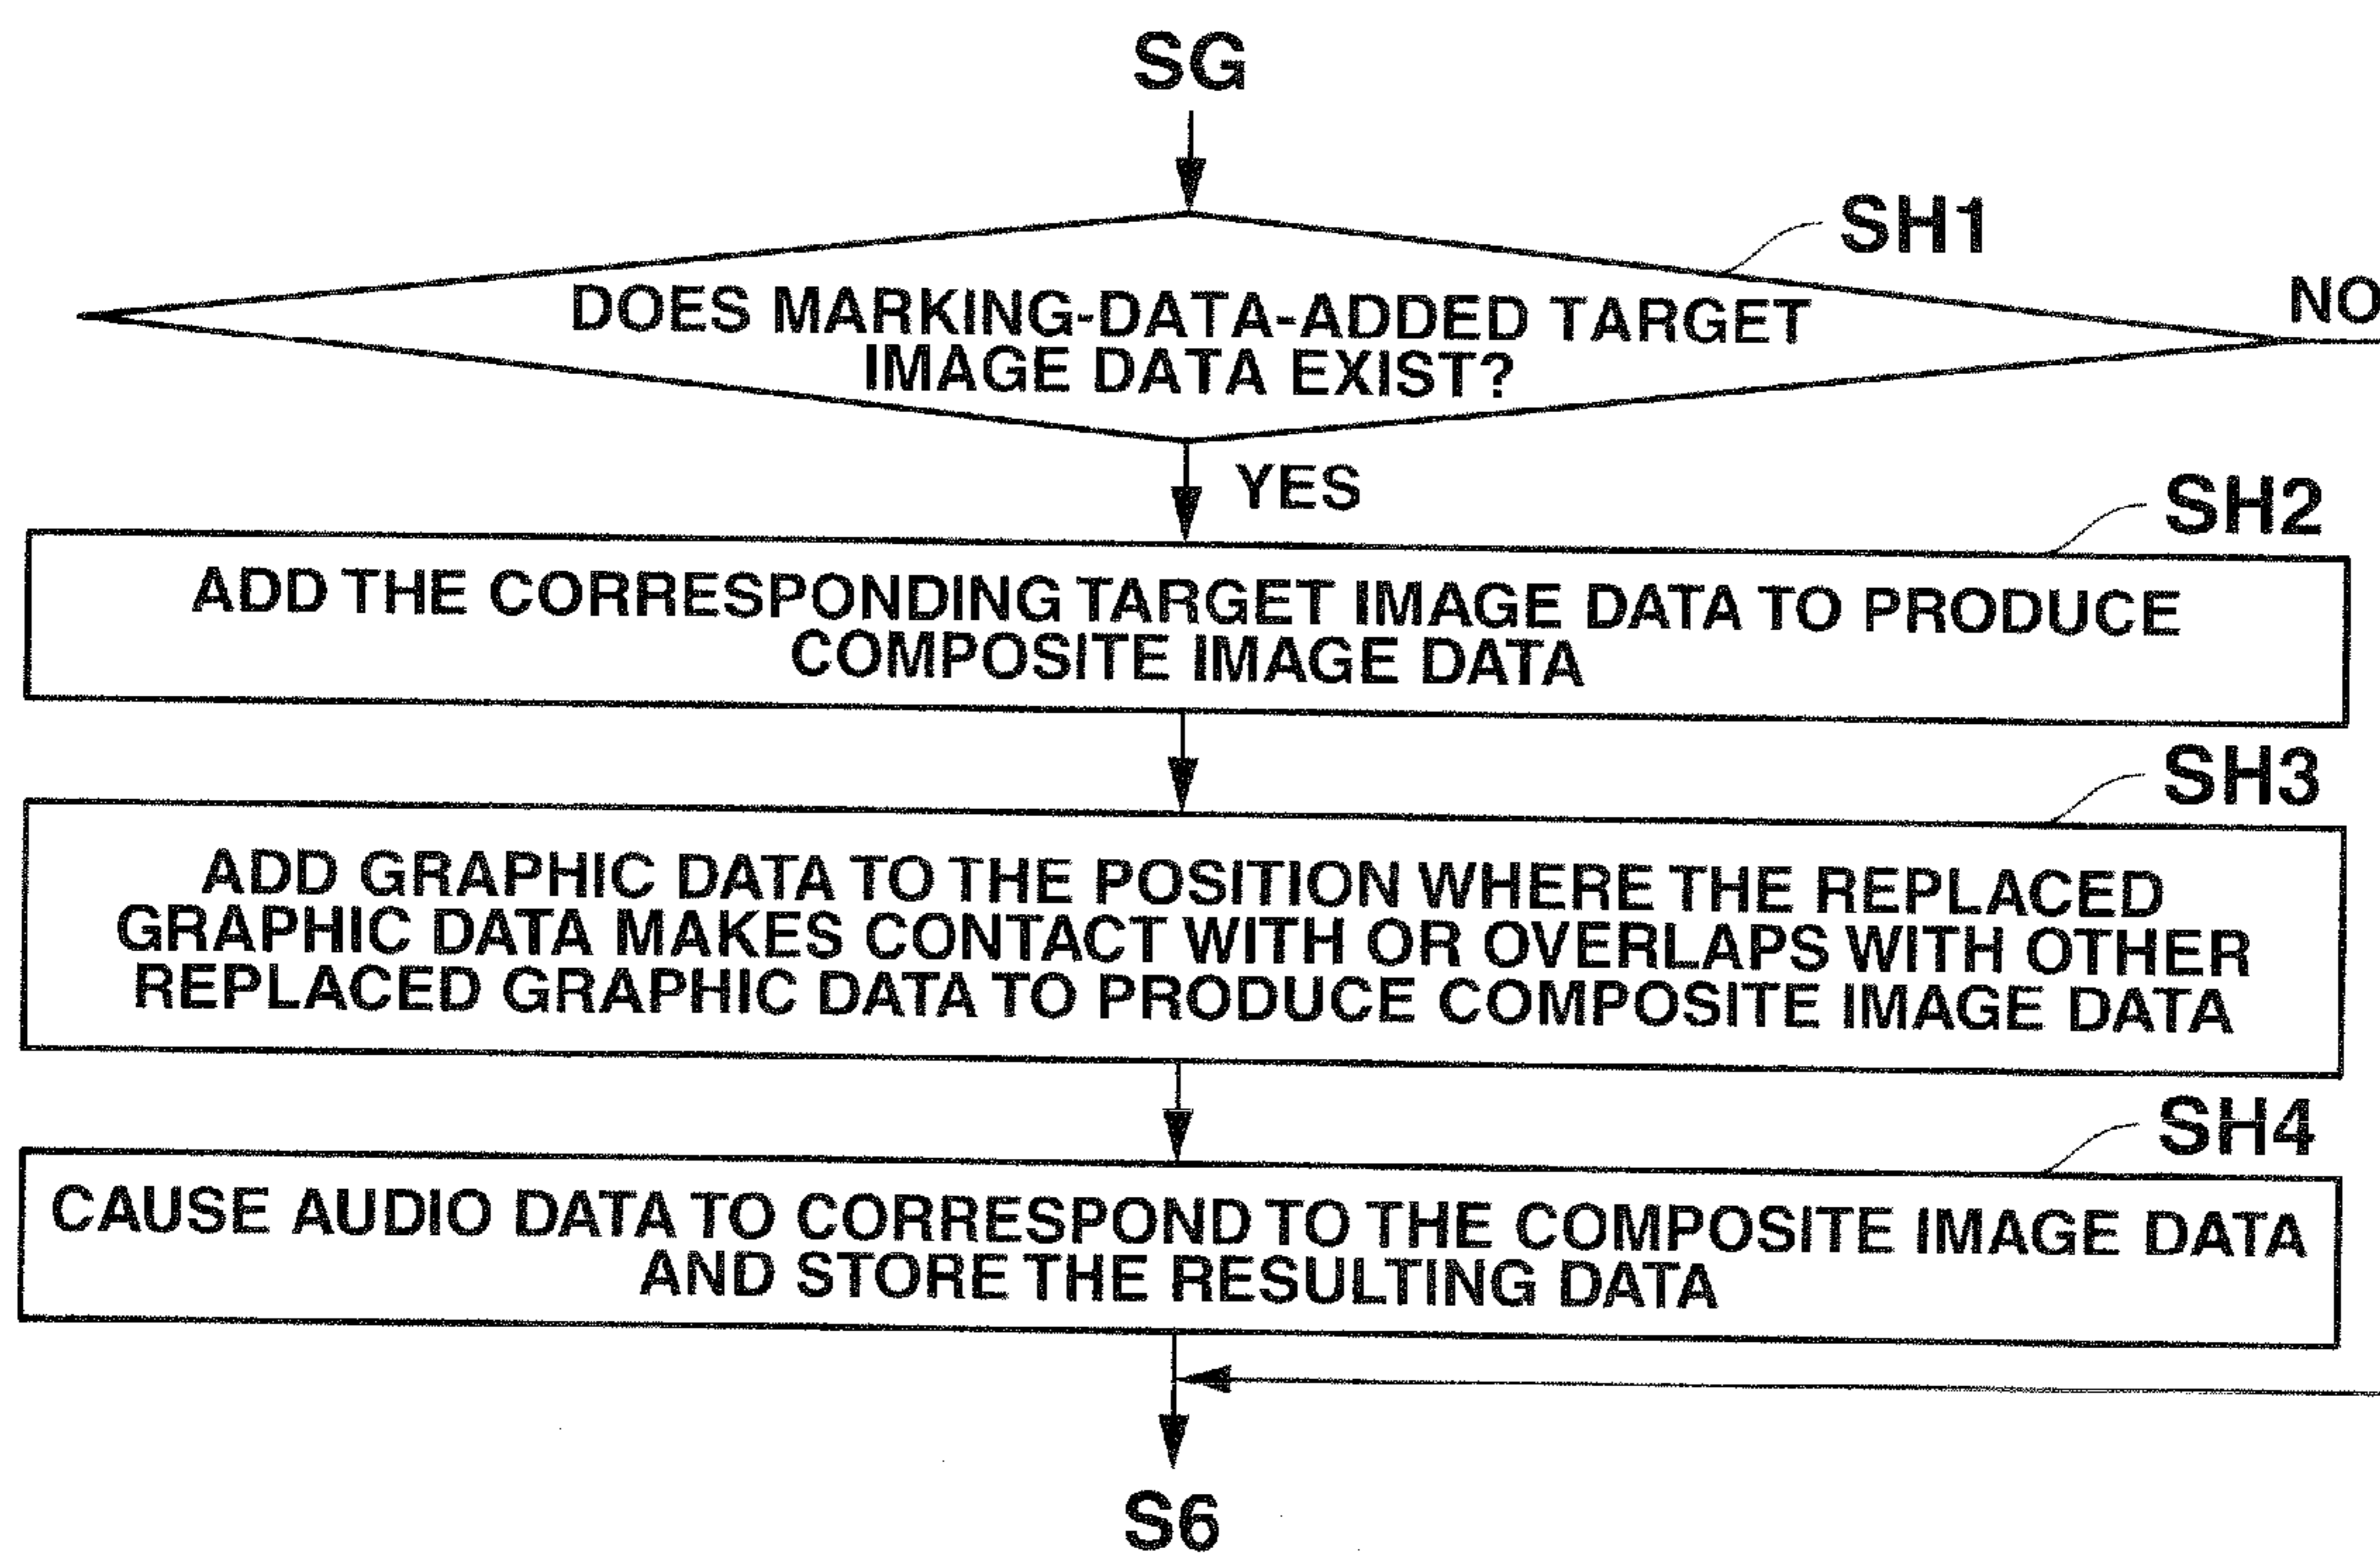 SG
SH1
DOES MARKING-DATA-ADDED TARGET
IMAGE DATA EXIST?
NO
YES
SH2
ADD THE CORRESPONDING TARGET IMAGE DATA TO PRODUCE
COMPOSITE IMAGE DATA
SH3
ADD GRAPHIC DATA TO THE POSITION WHERE THE REPLACED
GRAPHIC DATA MAKES CONTACT WITH OR OVERLAPS WITH OTHER
REPLACED GRAPHIC DATA TO PRODUCE COMPOSITE IMAGE DATA
SH4
CAUSE AUDIO DATA TO CORRESPOND TO THE COMPOSITE IMAGE DATA
AND STORE THE RESULTING DATA
S6